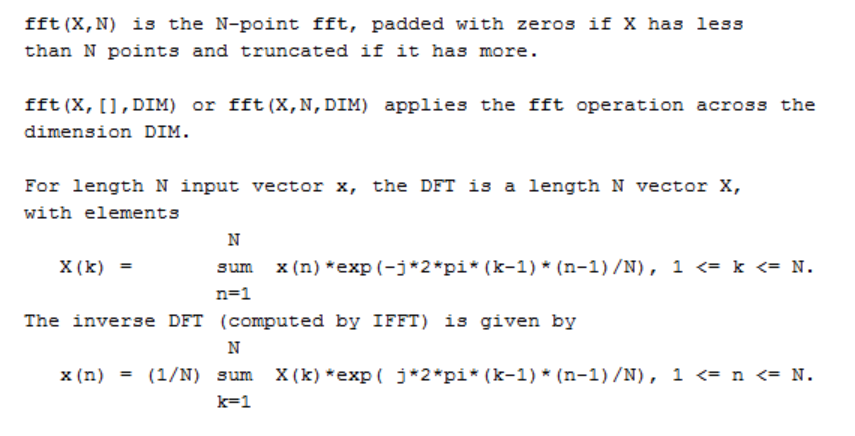 fft(X,N) is the N-point fft, padded with zeros if X has less
than N points and truncated if it has more.
fft(X,[],DIM) or fft(X,N,DIM) applies the fft operation across the
dimension DIM.
For length N input vector x, the DFT is a length N vector X,
with elements
N
X(k) = sum x(n)*exp(-j*2*pi*(k-1)*(n-1)/N), 1 <= k <= N.
n=1
The inverse DFT (computed by IFFT) is given by
N
x(n) = (1/N) sum X(k)*exp( j*2*pi*(k-1)*(n-1)/N), 1 <= n <= N.
k=1